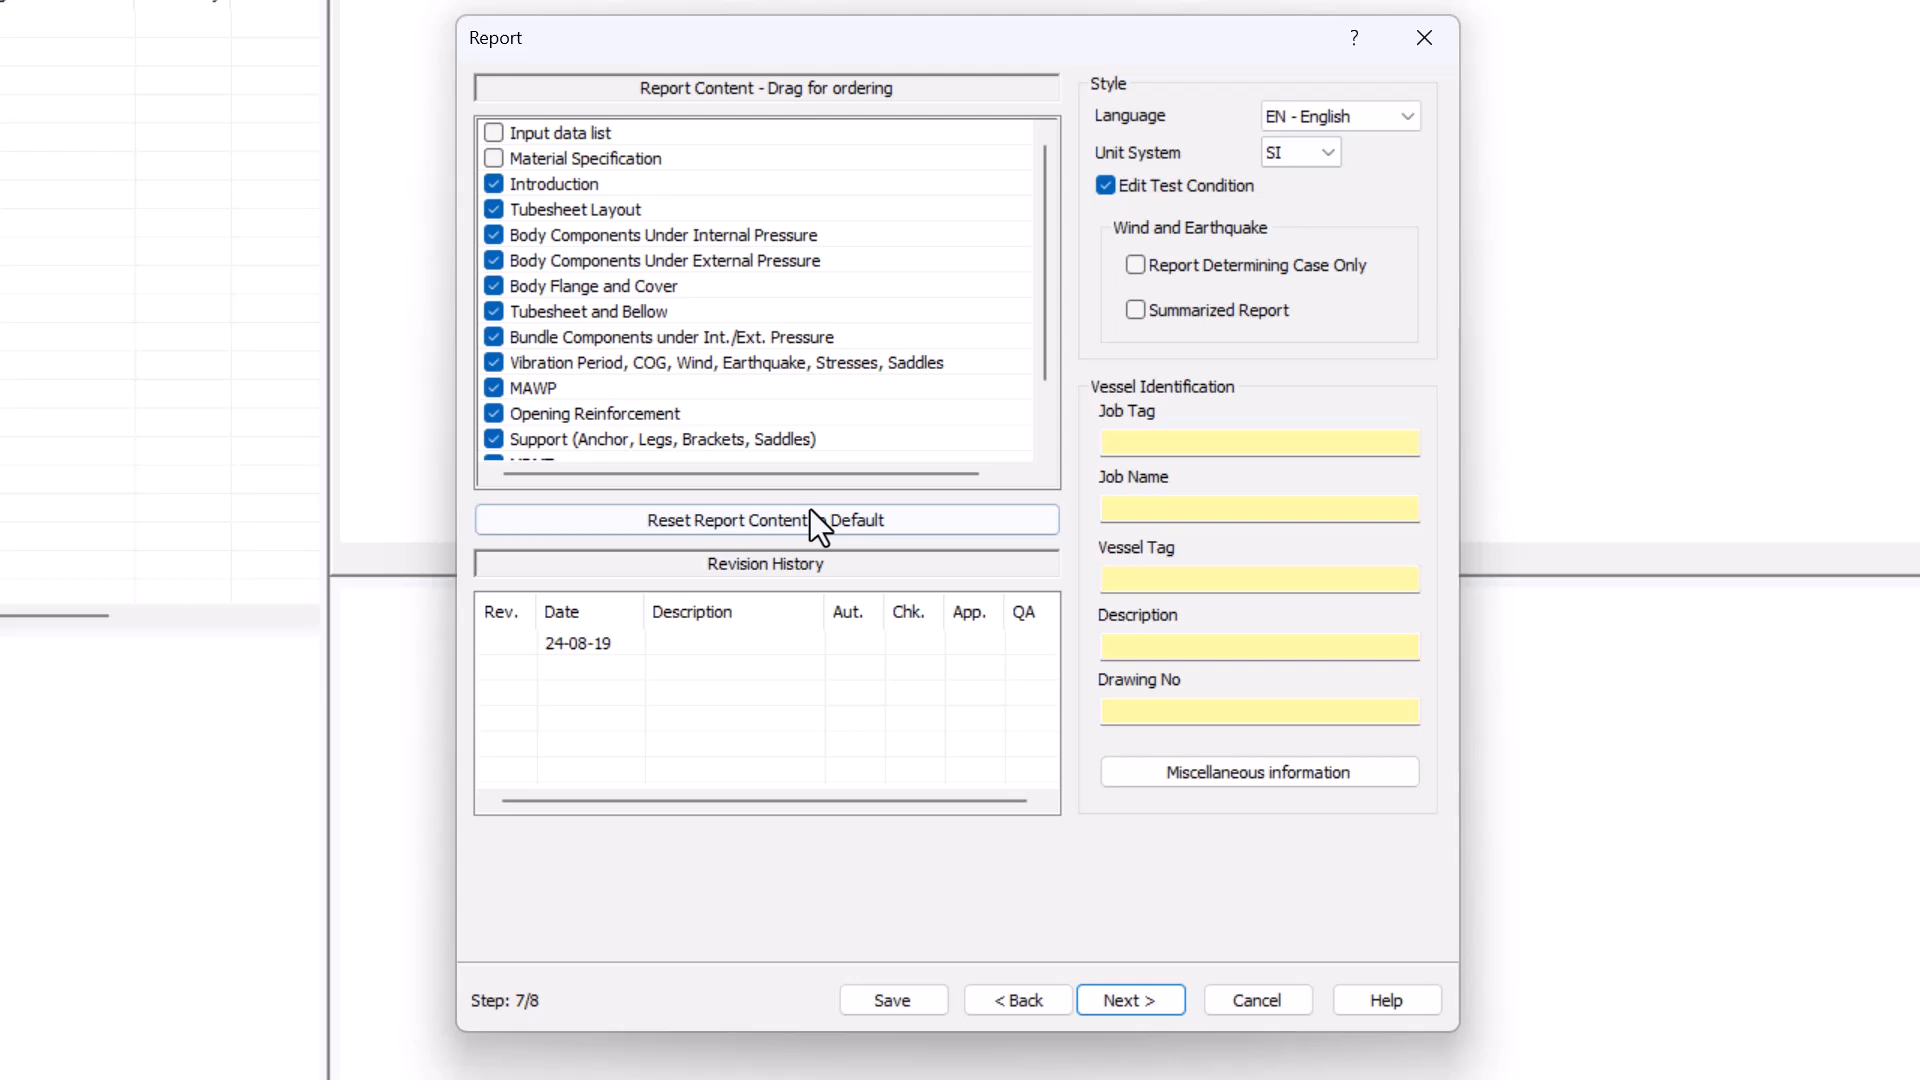 Report
?
Report Content - Drag for ordering
Input data list
Material Specification
Introduction
Tubesheet Layout
Body Components Under Internal Pressure
Body Components Under External Pressure
Body Flange and Cover
Tubesheet and Bellow
Bundle Components under Int./Ext. Pressure
Vibration Period, COG, Wind, Earthquake, Stresses, Saddles
MAWP
Opening Reinforcement
Support (Anchor, Legs, Brackets, Saddles)
Reset Report Content Default
Revision History
Rev. Date Description Aut. Chk. App. QA
24-08-19
Style
Language EN - English
Unit System SI
Edit Test Condition
Wind and Earthquake
Report Determining Case Only
Summarized Report
Vessel Identification
Job Tag
Job Name
Vessel Tag
Description
Drawing No
Miscellaneous information
Step: 7/8
Save
< Back
Next >
Cancel
Help